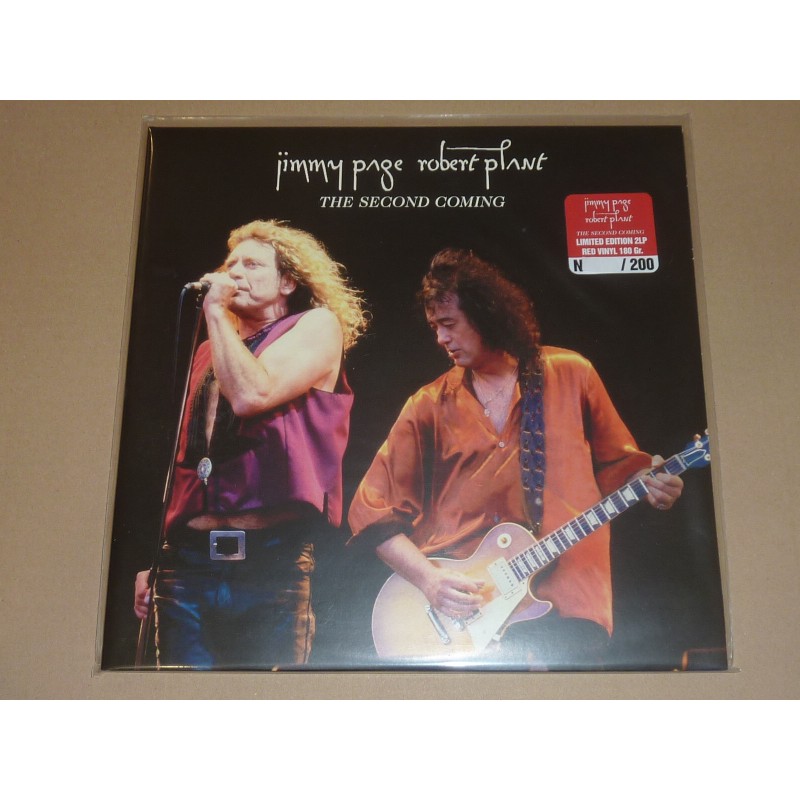 jimmy page robert plant
THE SECOND COMING
jimmy page
robert plant
THE SECOND COMING
LIMITED EDITION 2LP
RED VINYL 180 Gr.
N /200